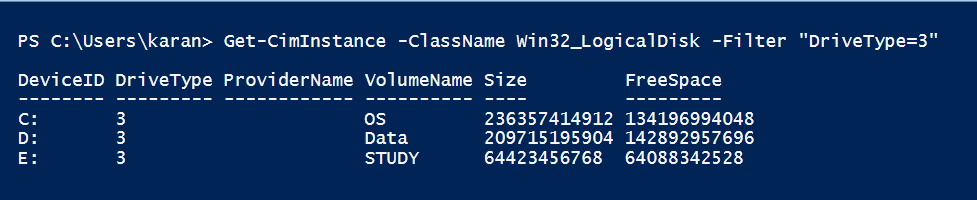 PS C:\Users\karan> Get-CimInstance -ClassName Win32_LogicalDisk -Filter "DriveType=3"
DeviceID DriveType ProviderName VolumeName Size FreeSpace
-------- --------- ------------ ---------- ---- ---------
C: 3 OS 236357414912 134196994048
D: 3 Data 209715195904 142892957696
E: 3 STUDY 64423456768 64088342528